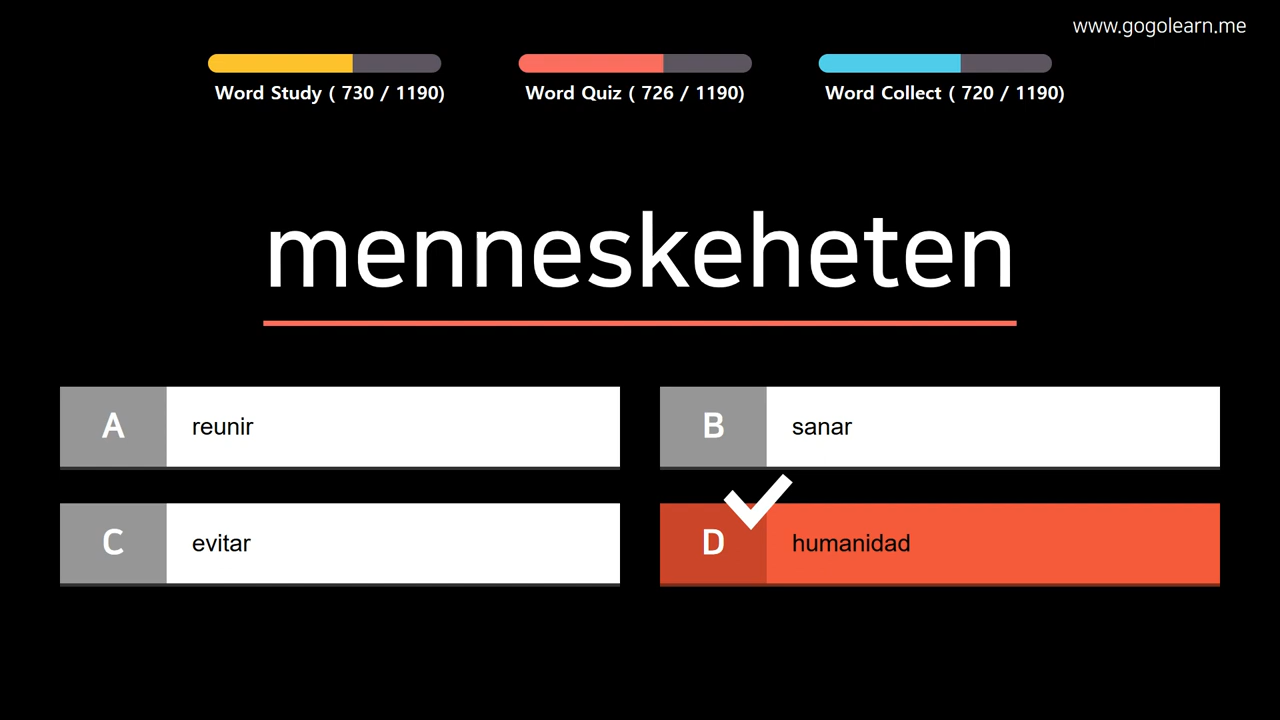 www.gogolearn.me
Word Study ( 730 / 1190)
Word Quiz ( 726 / 1190)
Word Collect ( 720 / 1190)
menneskeheten
A reunir
B sanar
C evitar
D humanidad